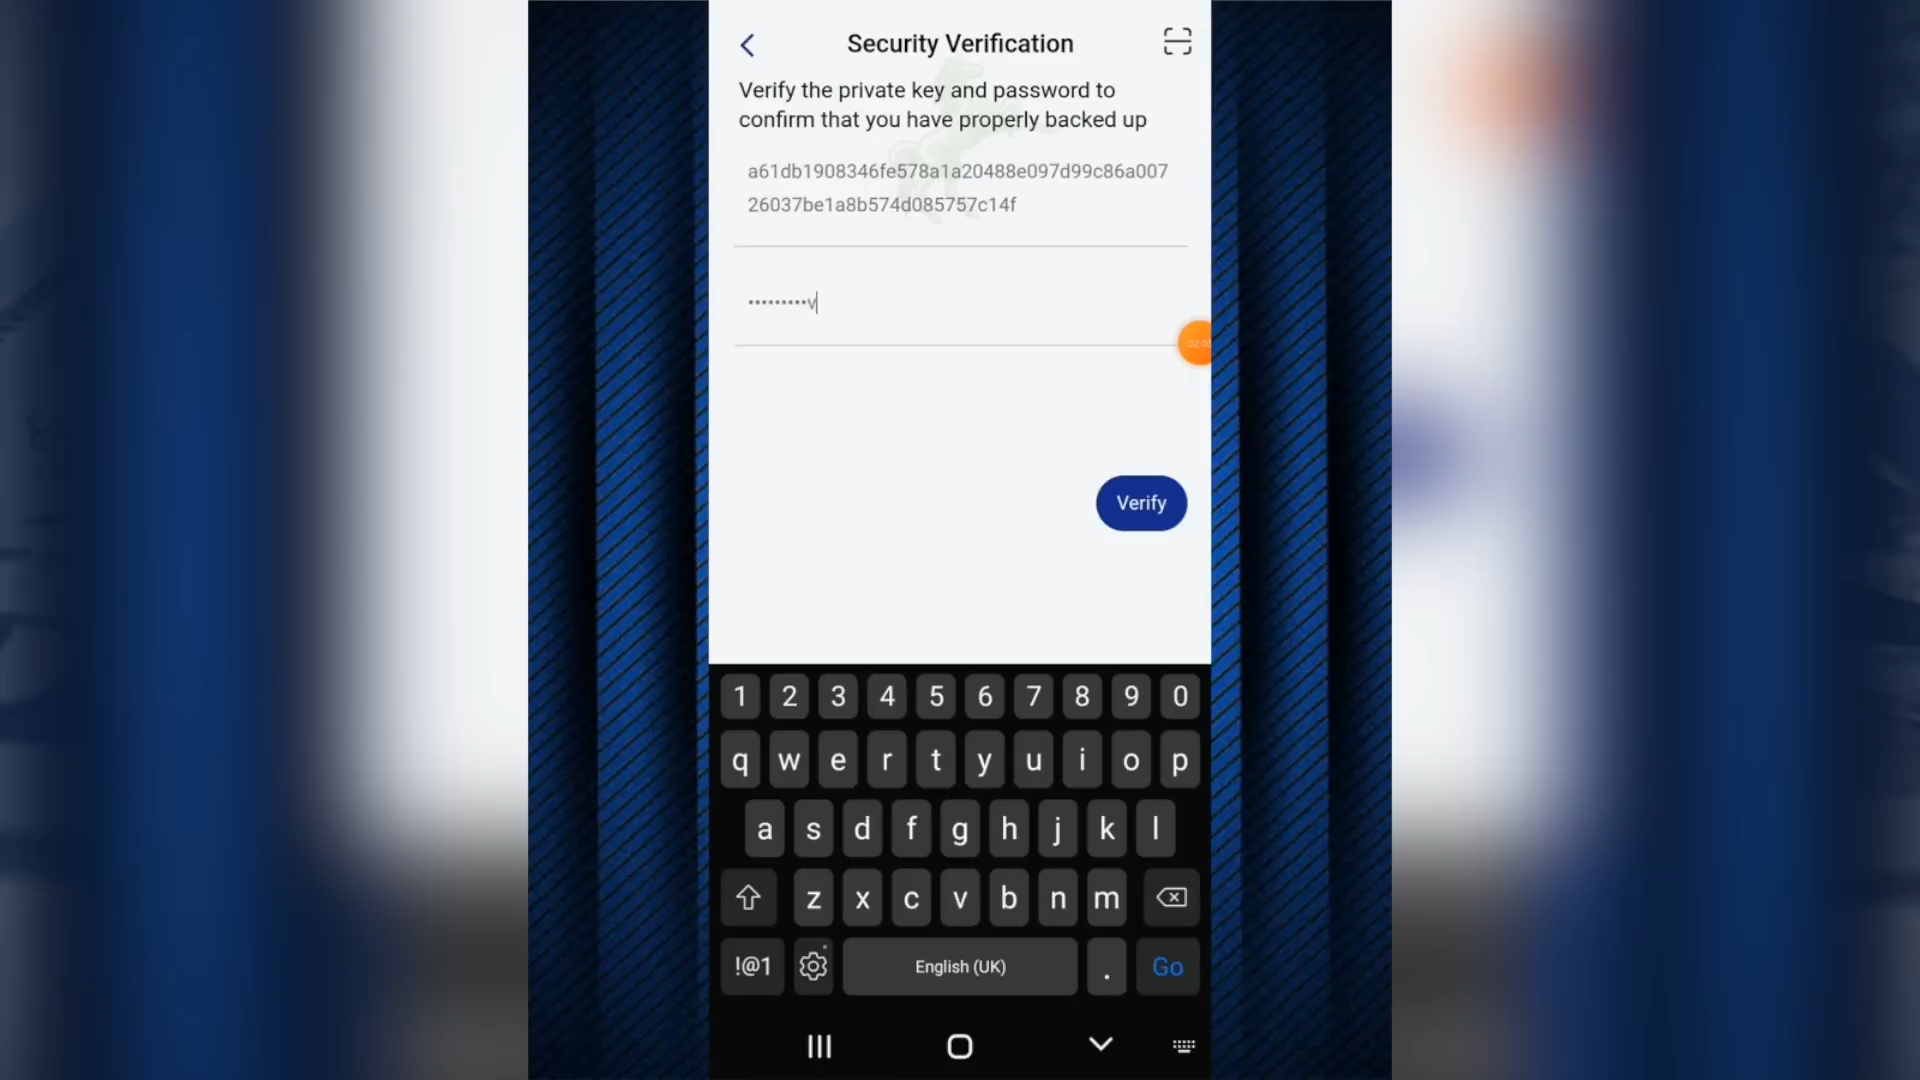 Security Verification
Verify the private key and password to
confirm that you have properly backed up
a61db1908346fe578a1a20488e097d99c86a007
26037be1a8b574d085757c14f
•••••••••v
Verify
1 2 3 4 5 6 7 8 9 0
q w e r t y u i o p
a s d f g h j k l
z x c v b n m
!@1 English (UK) . Go